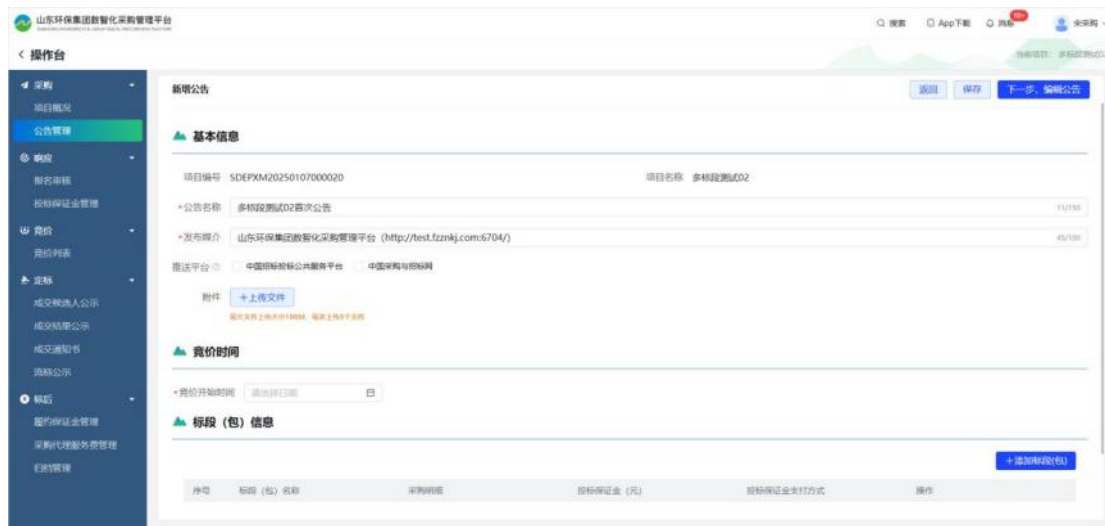 山东环保集团数智化采购管理平台
搜索 App下载 消息
操作台
采购
新增公告 返回 保存 下一步，编辑公告
项目概况
公告管理
基本信息
响应
报名审核
项目编号 SDEPXM20250107000020 项目名称 多标段测试02
投标保证金管理
*公告名称 多标段测试02首次公告 11/150
竞价
*发布媒介 山东环保集团数智化采购管理平台（http://test.fzznkj.com:6704/)
竞价列表
推送平台 中国招标投标公共服务平台 中国采购与招标网
定标
附件 +上传文件
成交候选人公示
成交结果公示
成交通知书
竞价时间
流标公示
*竞价开始时间 请选择日期
标后
履约保证金管理
标段（包）信息
采购代理服务费管理
归档管理
+添加标段(包)
序号 标段（包）名称 采购明细 投标保证金（元） 投标保证金支付方式 操作